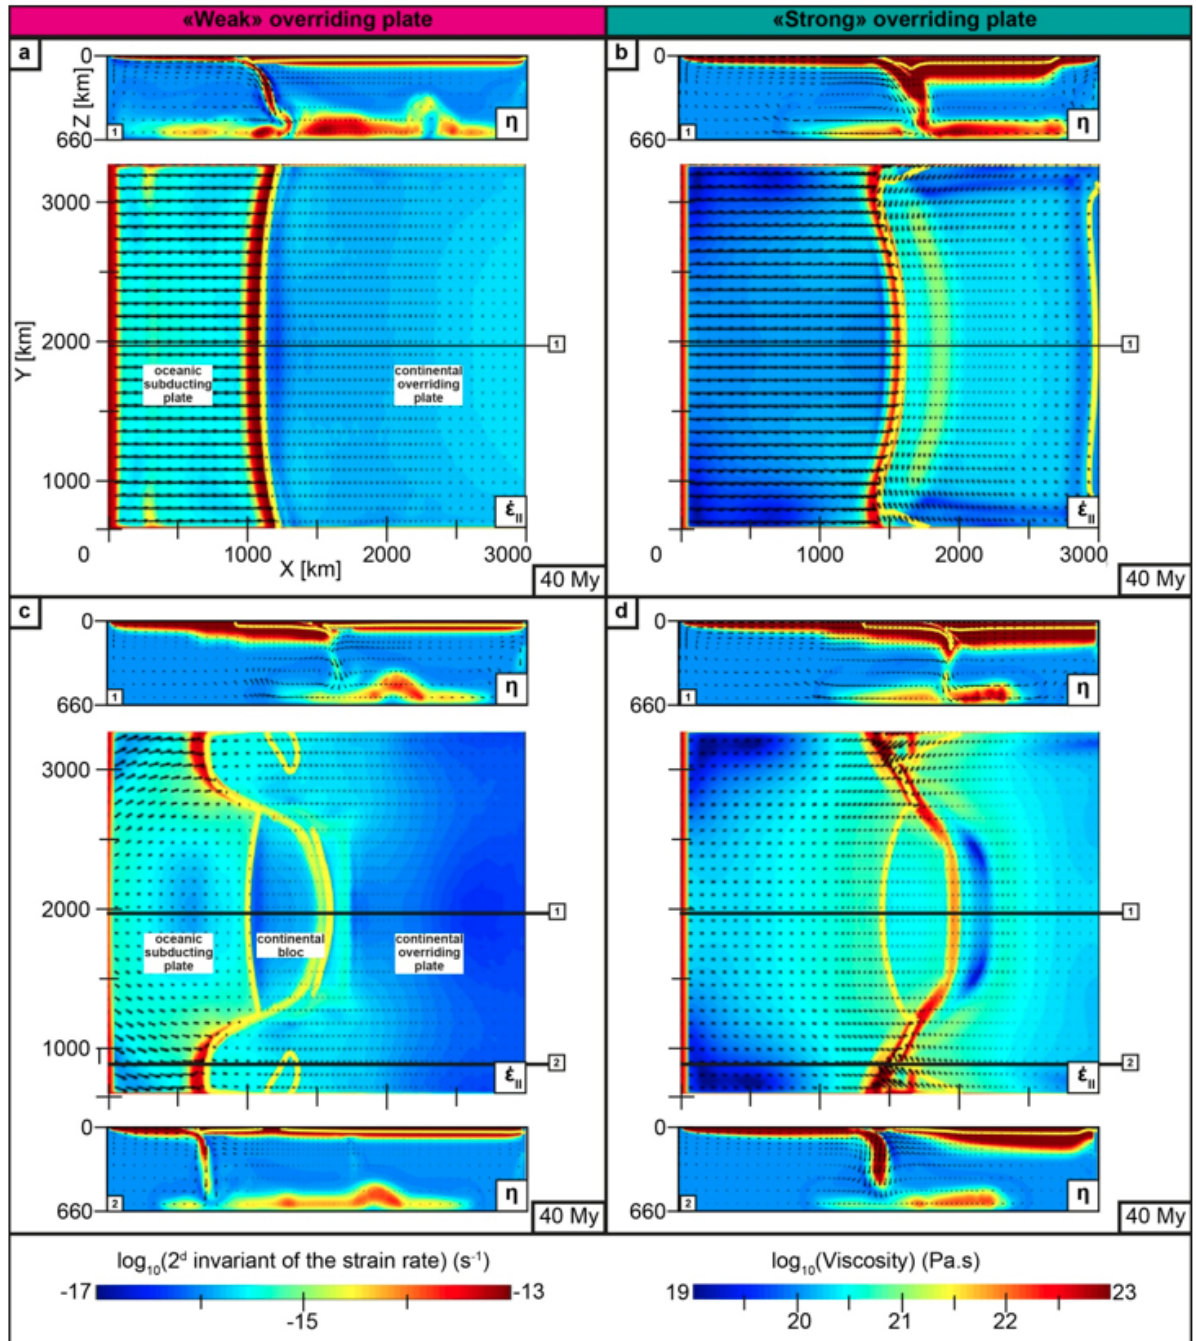 «Weak» overriding plate
«Strong» overriding plate
a
0
Z [km]
660
1
η
3000
2000
1000
Y [km]
1
oceanic
subducting
plate
continental
overriding
plate
ε̇II
0
1000
2000
3000
X [km]
40 My
b
0
660
1
η
1
ε̇II
0
1000
2000
3000
40 My
c
0
660
1
η
3000
2000
1000
1
2
oceanic
subducting
plate
continental
bloc
continental
overriding
plate
ε̇II
0
660
2
η
40 My
d
0
660
1
η
1
2
ε̇II
0
660
2
η
40 My
log10(2d invariant of the strain rate) (s-1)
-17
-13
-15
log10(Viscosity) (Pa.s)
19
23
20
21
22